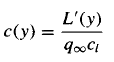 c(y) = L′(y) / q∞cl